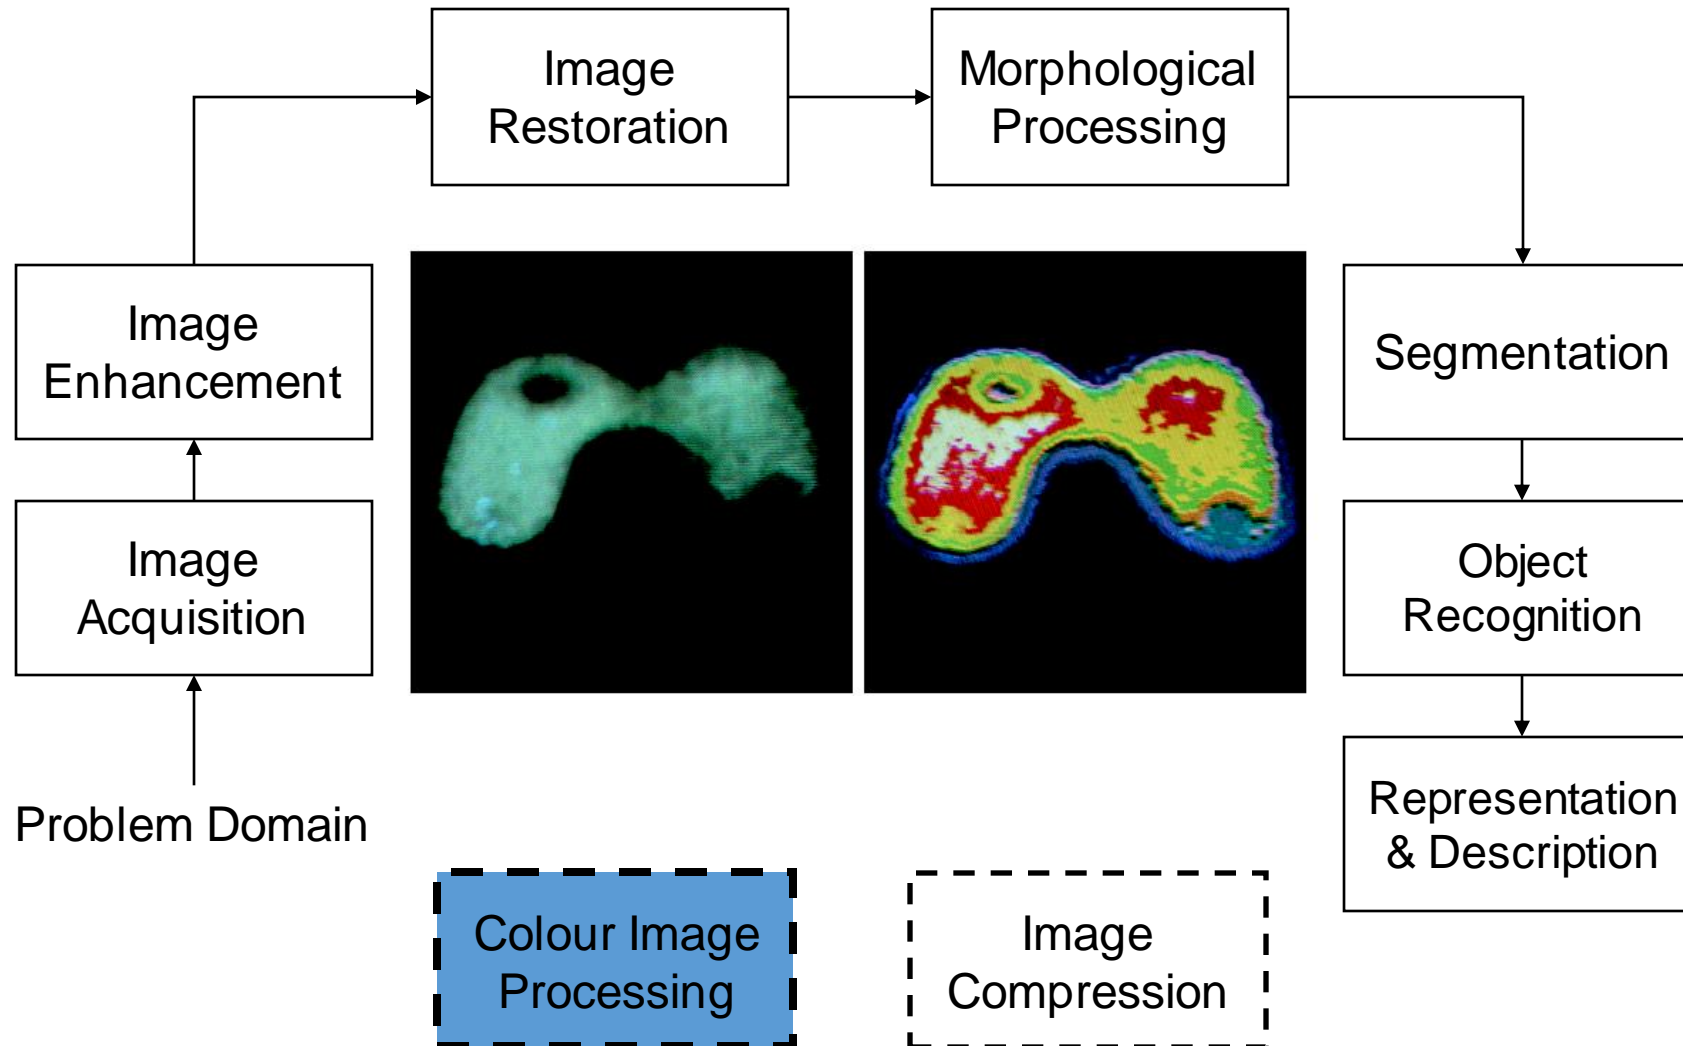 Image
Restoration
Morphological
Processing
Image
Enhancement
Segmentation
Image
Acquisition
Object
Recognition
Problem Domain
Representation
& Description
Colour Image
Processing
Image
Compression